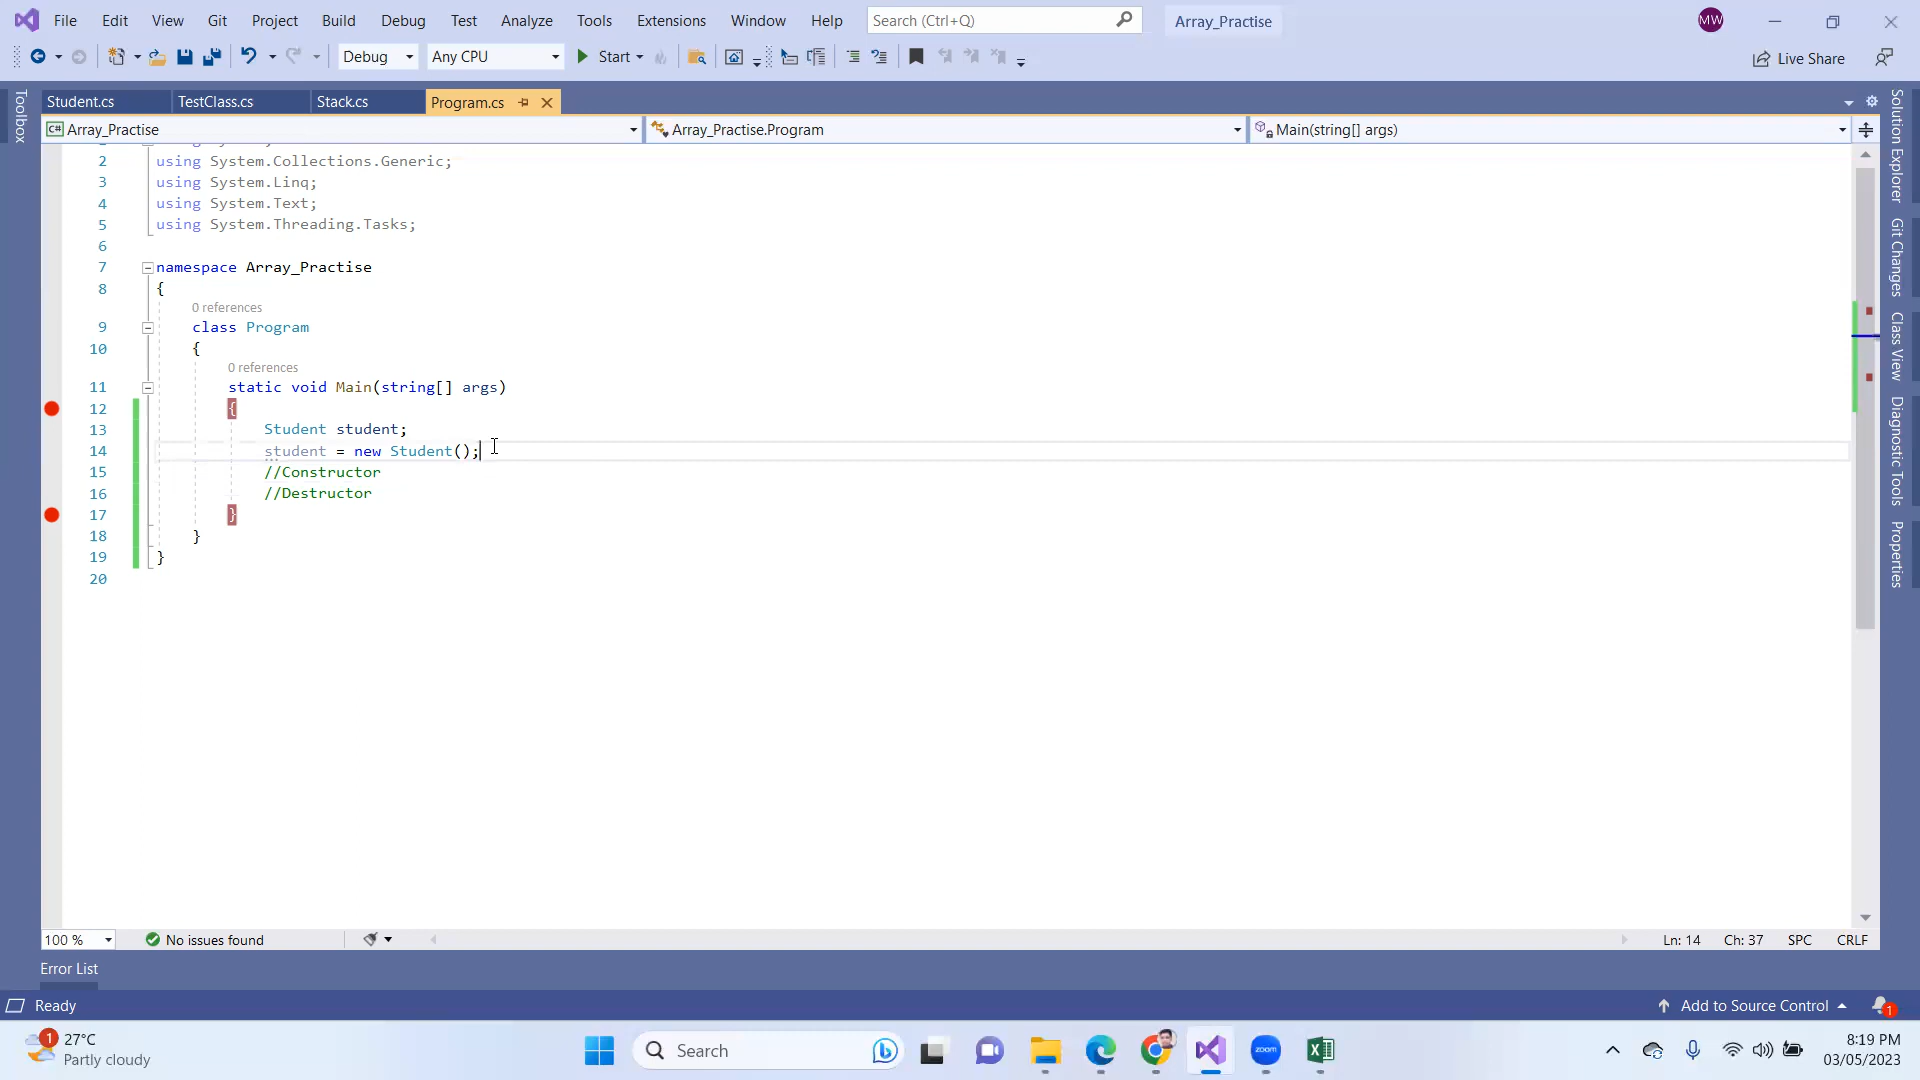 File Edit View Git Project Build Debug Test Analyze Tools Extensions Window Help Search (Ctrl+Q) Array_Practise MW
Debug Any CPU Start Live Share
Student.cs TestClass.cs Stack.cs Program.cs
C# Array_Practise Array_Practise.Program Main(string[] args)
2 using System.Collections.Generic;
3 using System.Linq;
4 using System.Text;
5 using System.Threading.Tasks;
6
7 namespace Array_Practise
8 {
0 references
9 class Program
10 {
0 references
11 static void Main(string[] args)
12 {
13 Student student;
14 student = new Student();
15 //Constructor
16 //Destructor
17 }
18 }
19 }
20
Toolbox
Solution Explorer
Git Changes
Class View
Diagnostic Tools
Properties
100 % No issues found Ln: 14 Ch: 37 SPC CRLF
Error List
Ready Add to Source Control 1
1 27°C
Partly cloudy
Search
zoom
8:19 PM
03/05/2023